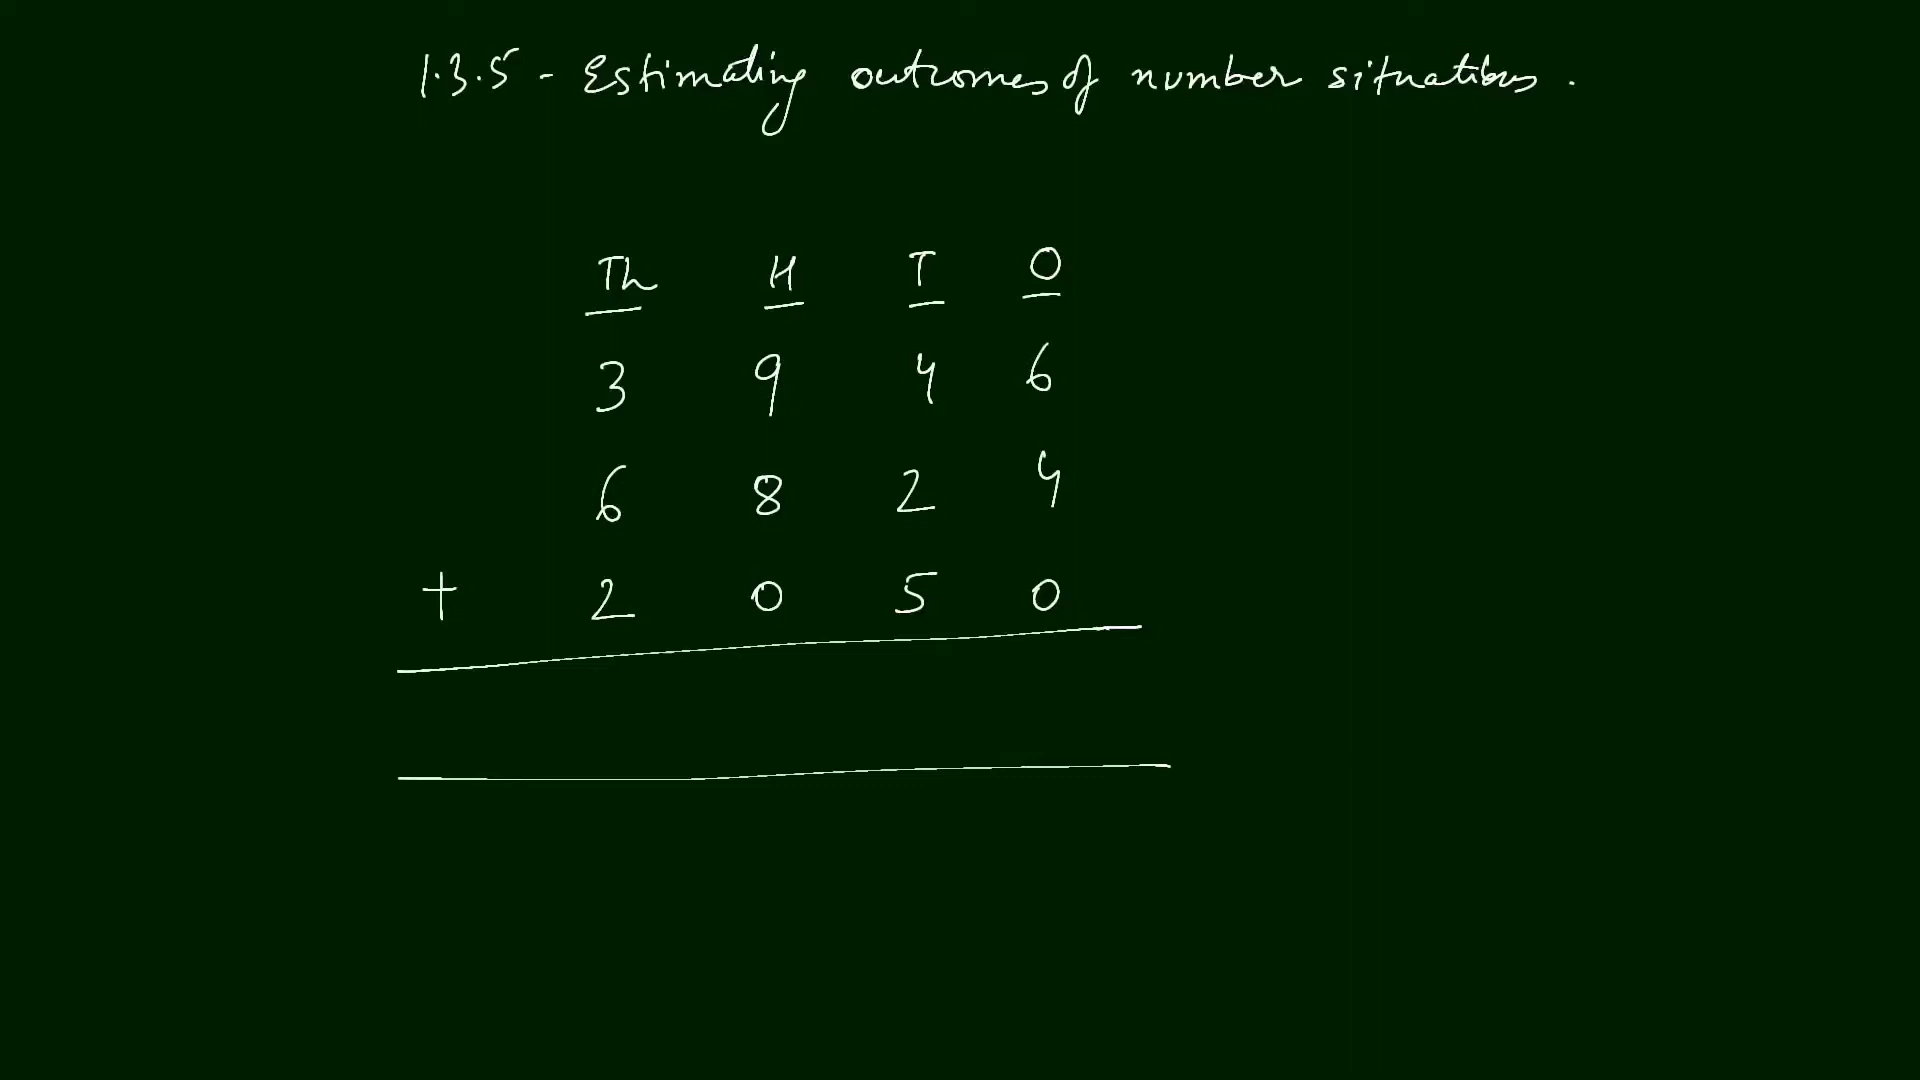 1.3.5 - Estimating outcomes of number situations.
Th H T O
3 9 4 6
6 8 2 4
+ 2 0 5 0